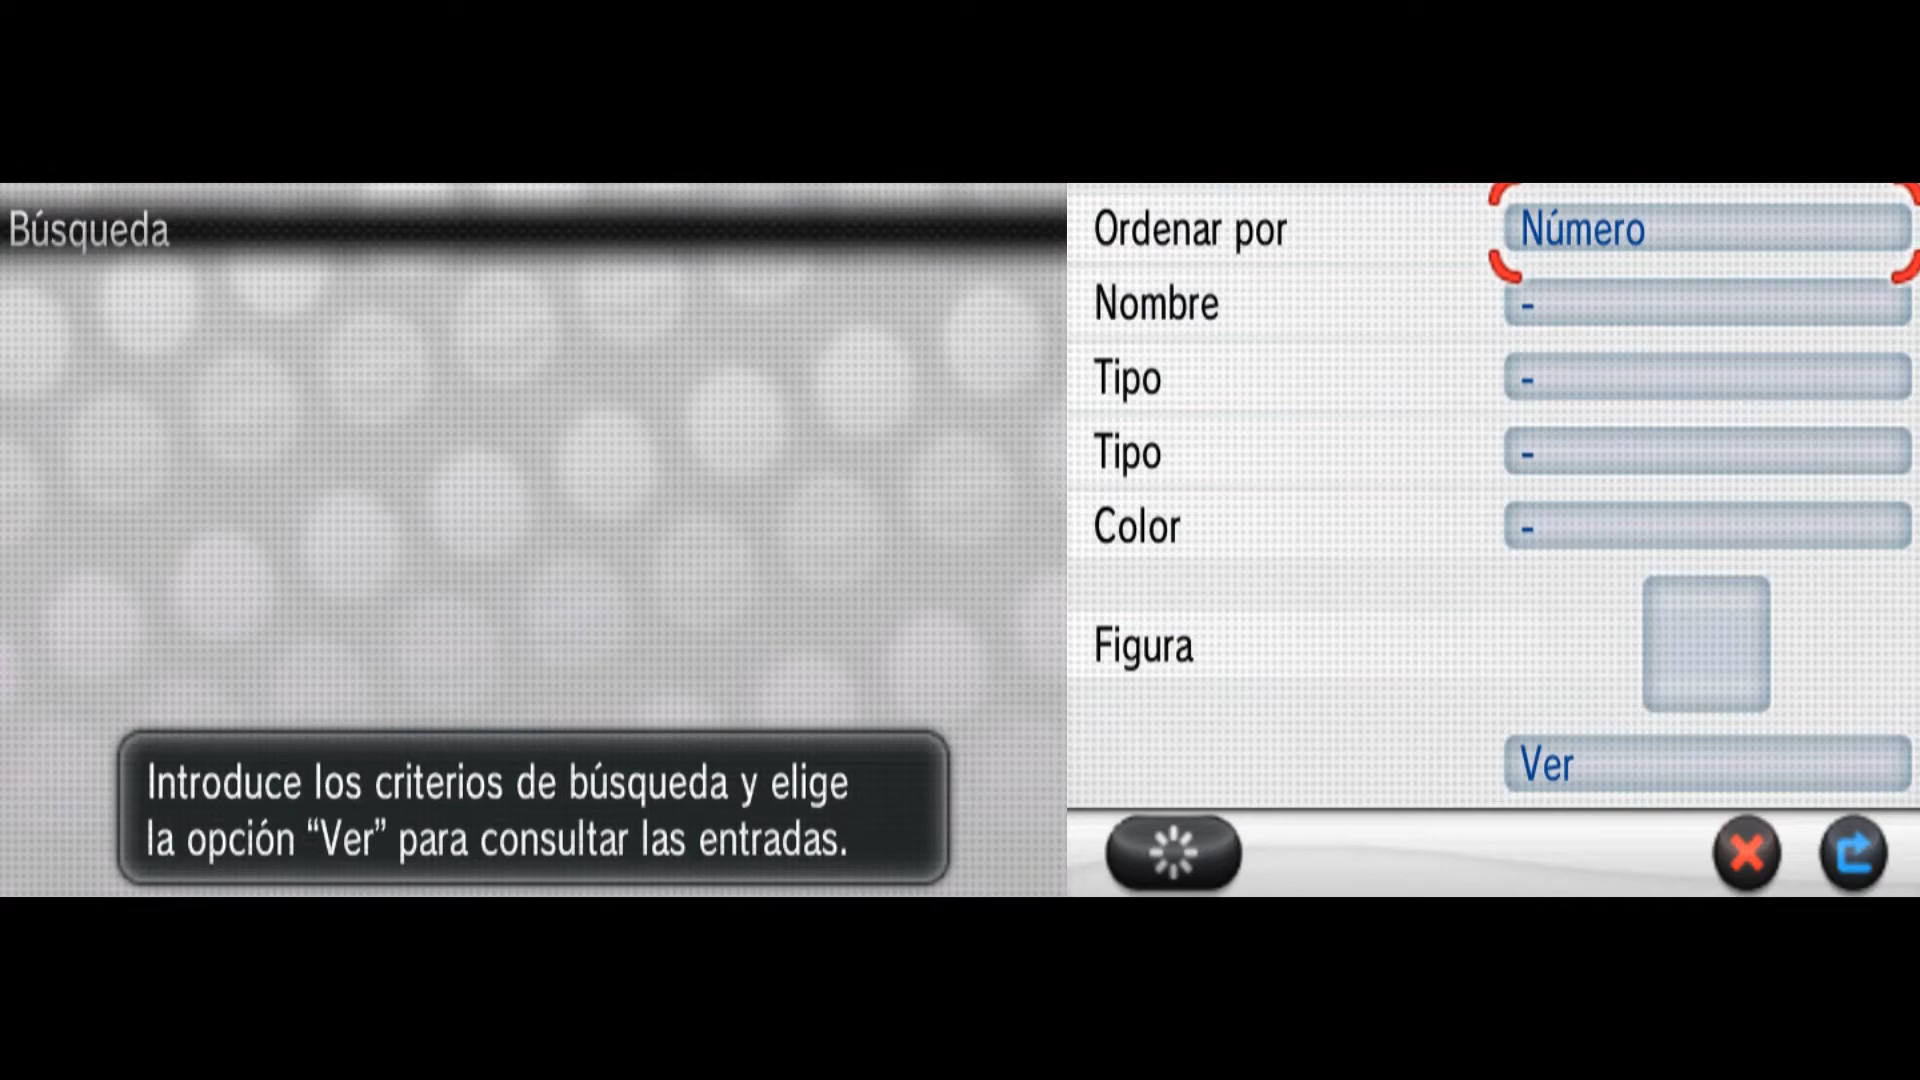 Búsqueda
Introduce los criterios de búsqueda y elige
la opción “Ver” para consultar las entradas.
Ordenar por
Número
Nombre
-
Tipo
-
Tipo
-
Color
-
Figura
Ver